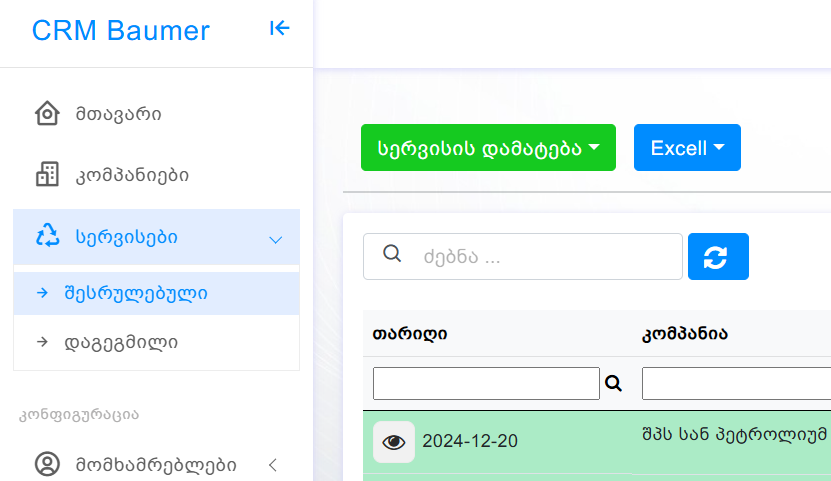 CRM Baumer
მთავარი
კომპანიები
სერვისები
შესრულებული
დაგეგმილი
კონფიგურაცია
მომხამრებლები
სერვისის დამატება
Excell
ძებნა ...
თარიღი
კომპანია
2024-12-20
შპს სან პეტროლიუმ